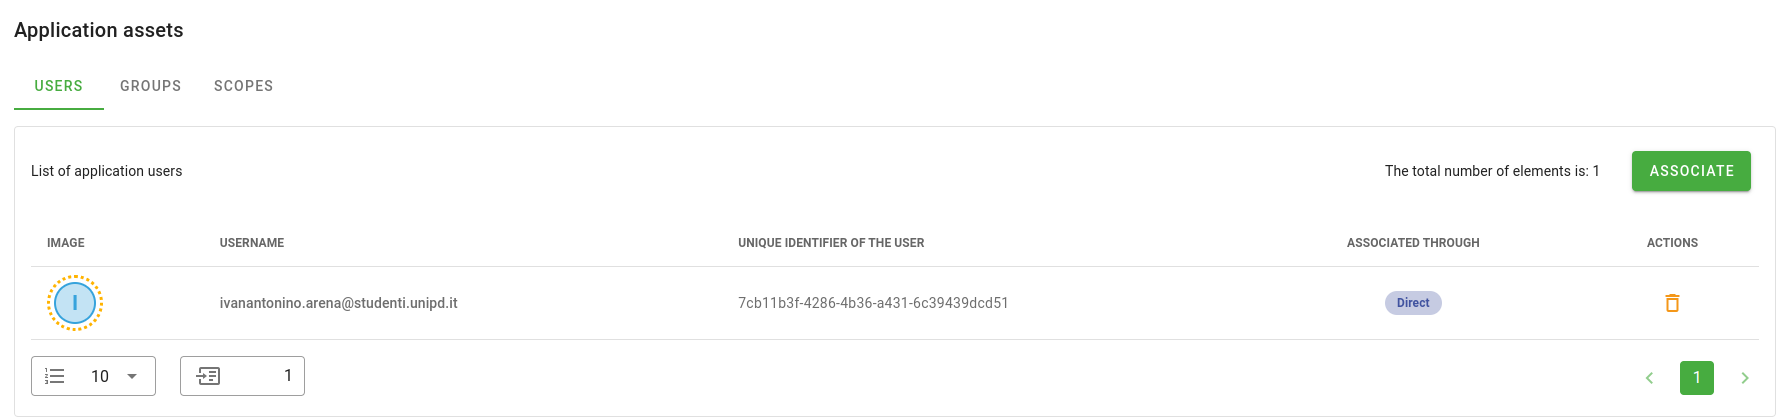 Application assets
USERS GROUPS SCOPES
List of application users The total number of elements is: 1 ASSOCIATE
IMAGE USERNAME UNIQUE IDENTIFIER OF THE USER ASSOCIATED THROUGH ACTIONS
I ivanantonino.arena@studenti.unipd.it 7cb11b3f-4286-4b36-a431-6c39439dcd51 Direct
10 1 1